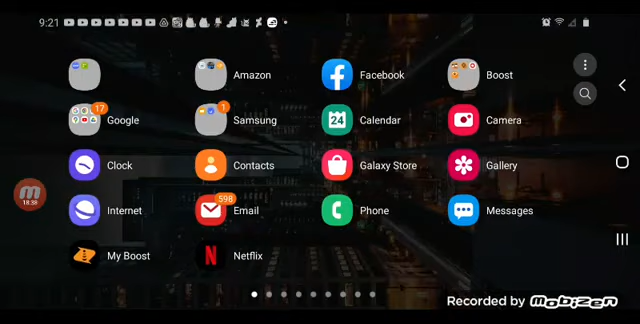 9:21
Amazon
Facebook
Boost
17
Google
1
Samsung
24
Calendar
Camera
Clock
Contacts
Galaxy Store
Gallery
18:38
Internet
598
Email
Phone
Messages
My Boost
Netflix
Recorded by Mobizen